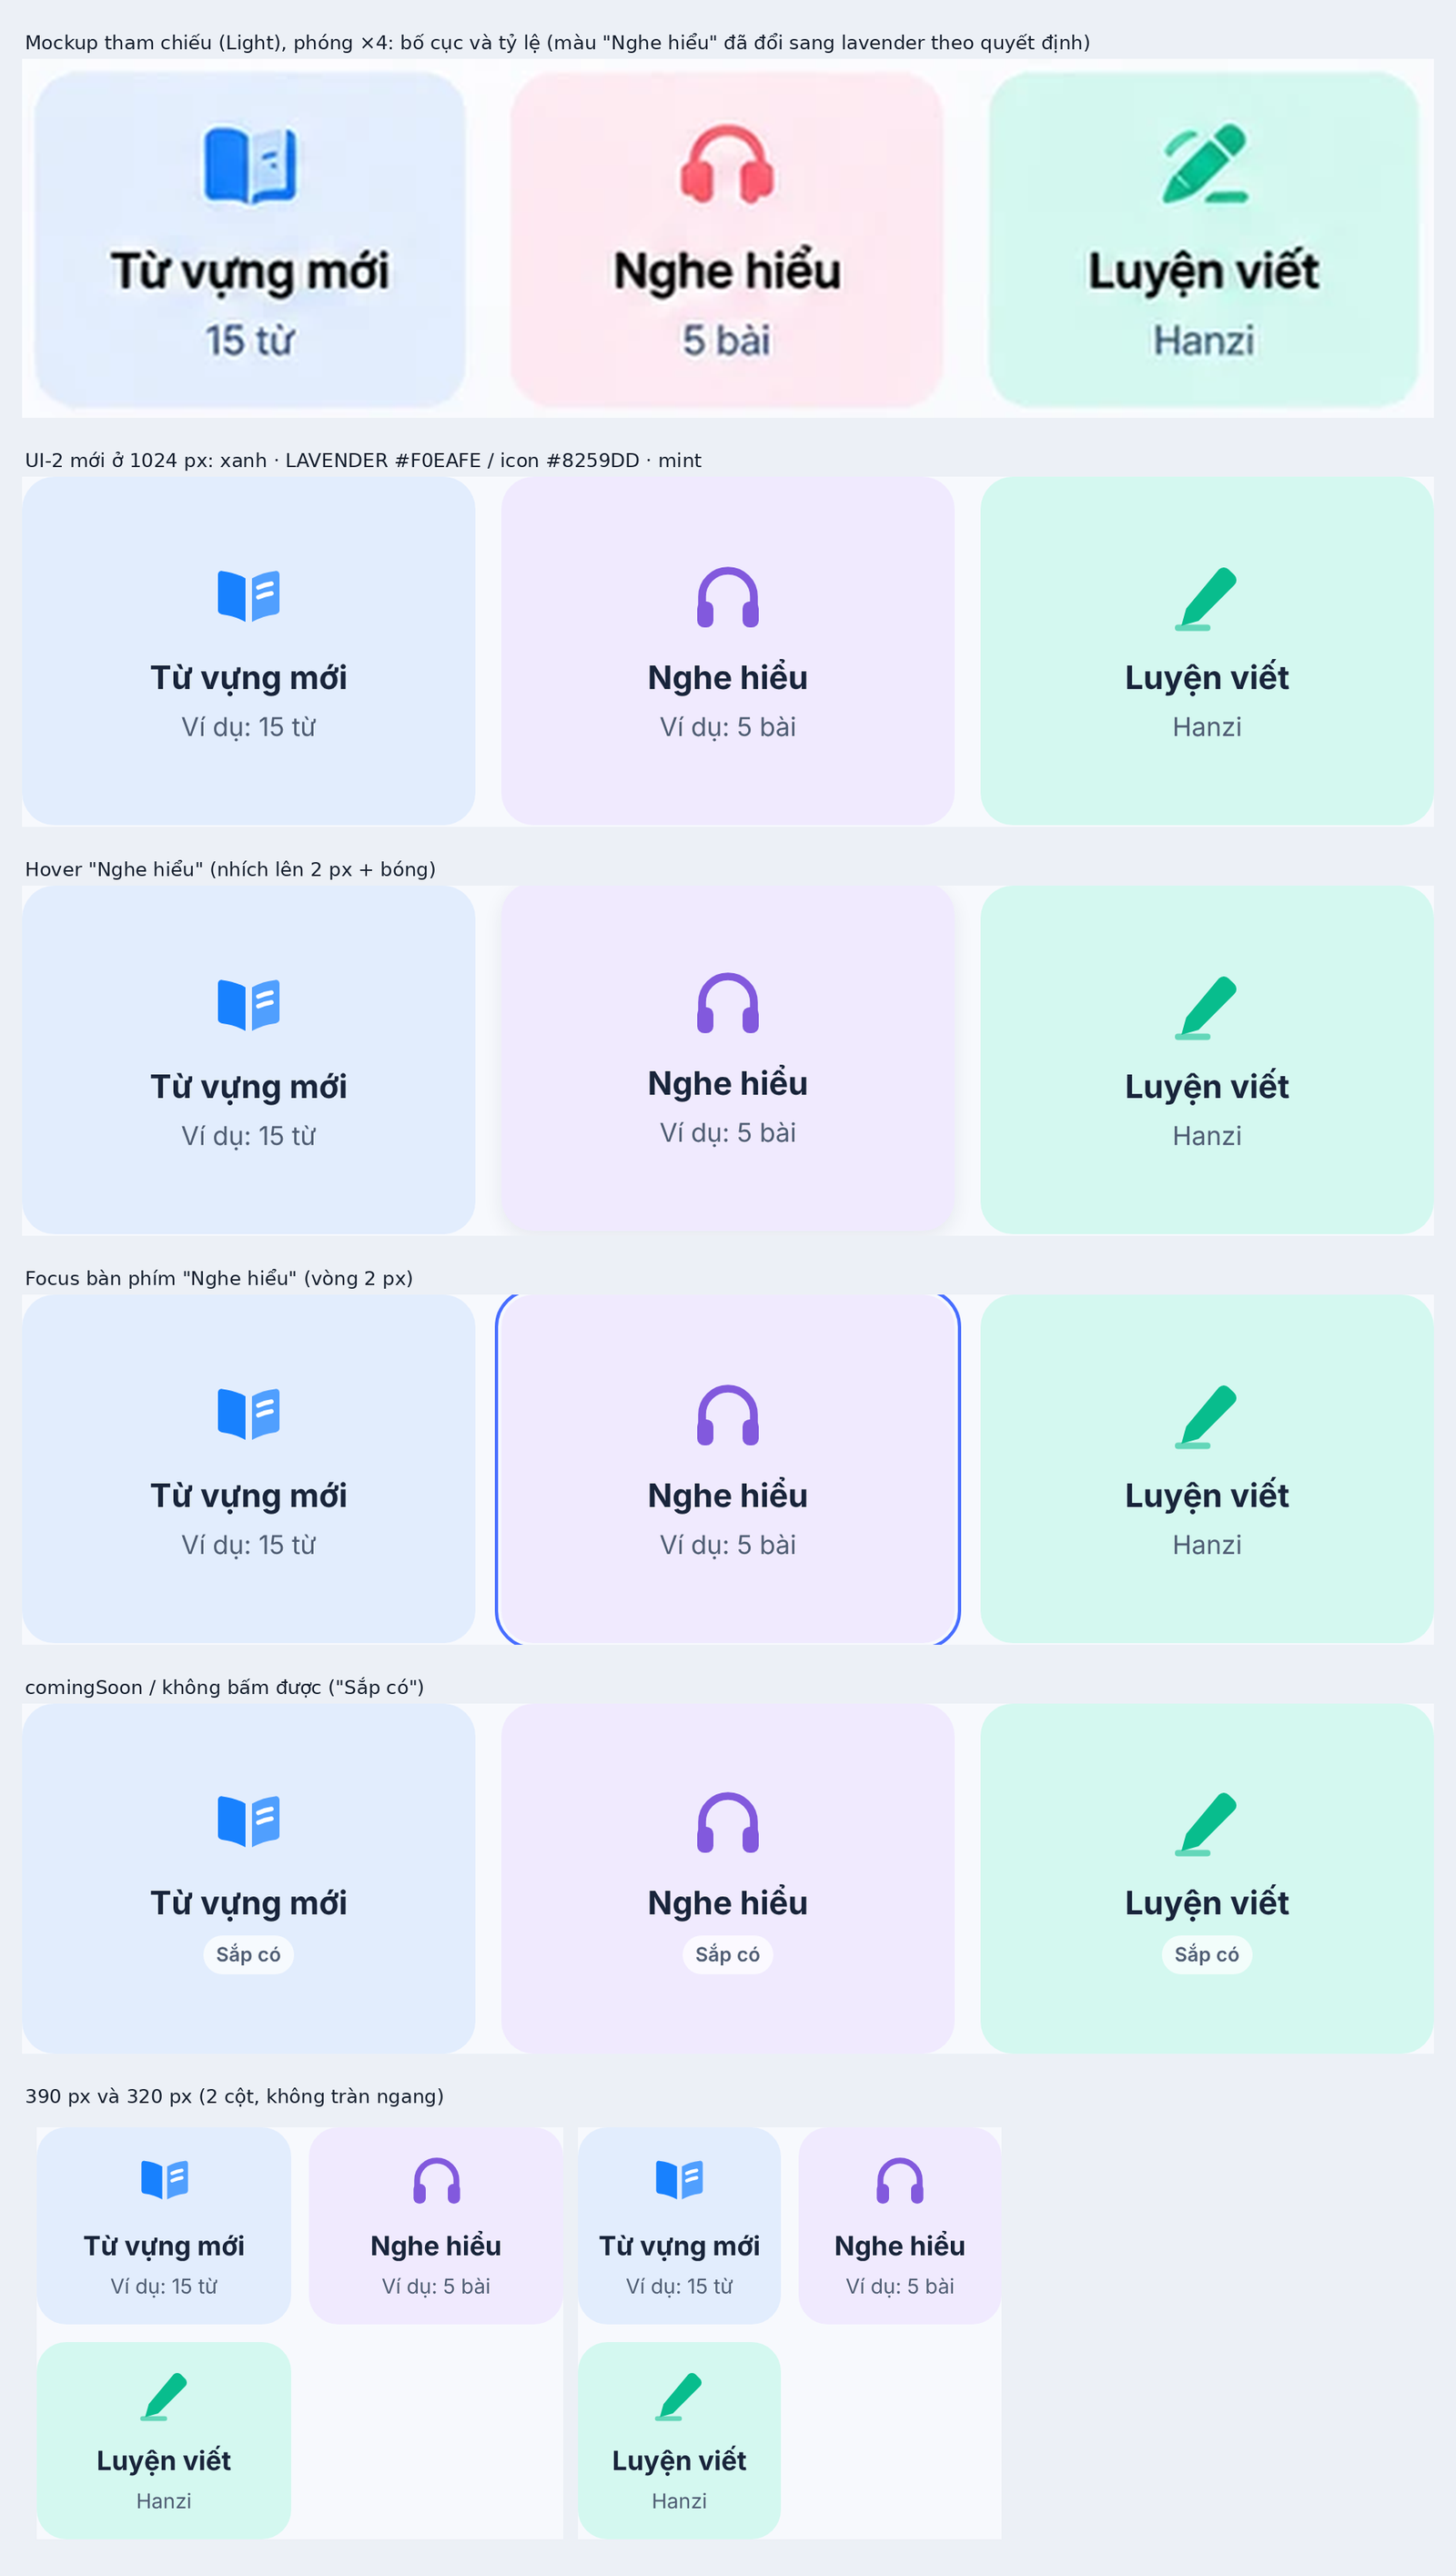 Mockup tham chiếu (Light), phóng ×4: bố cục và tỷ lệ (màu "Nghe hiểu" đã đổi sang lavender theo quyết định)
Từ vựng mới Nghe hiểu Luyện viết
15 từ 5 bài Hanzi
UI-2 mới ở 1024 px: xanh · LAVENDER #F0EAFE / icon #8259DD · mint
Từ vựng mới Nghe hiểu Luyện viết
Ví dụ: 15 từ Ví dụ: 5 bài Hanzi
Hover "Nghe hiểu" (nhích lên 2 px + bóng)
Từ vựng mới Nghe hiểu Luyện viết
Ví dụ: 15 từ Ví dụ: 5 bài Hanzi
Focus bàn phím "Nghe hiểu" (vòng 2 px)
Từ vựng mới Nghe hiểu Luyện viết
Ví dụ: 15 từ Ví dụ: 5 bài Hanzi
comingSoon / không bấm được ("Sắp có")
Từ vựng mới Nghe hiểu Luyện viết
Sắp có Sắp có Sắp có
390 px và 320 px (2 cột, không tràn ngang)
Từ vựng mới Nghe hiểu Từ vựng mới Nghe hiểu
Ví dụ: 15 từ Ví dụ: 5 bài Ví dụ: 15 từ Ví dụ: 5 bài
Luyện viết Luyện viết
Hanzi Hanzi